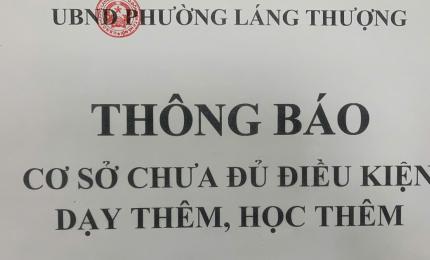 UBND PHƯỜNG LÁNG THƯỢNG
THÔNG BÁO
CƠ SỞ CHƯA ĐỦ ĐIỀU KIỆN
DẠY THÊM, HỌC THÊM